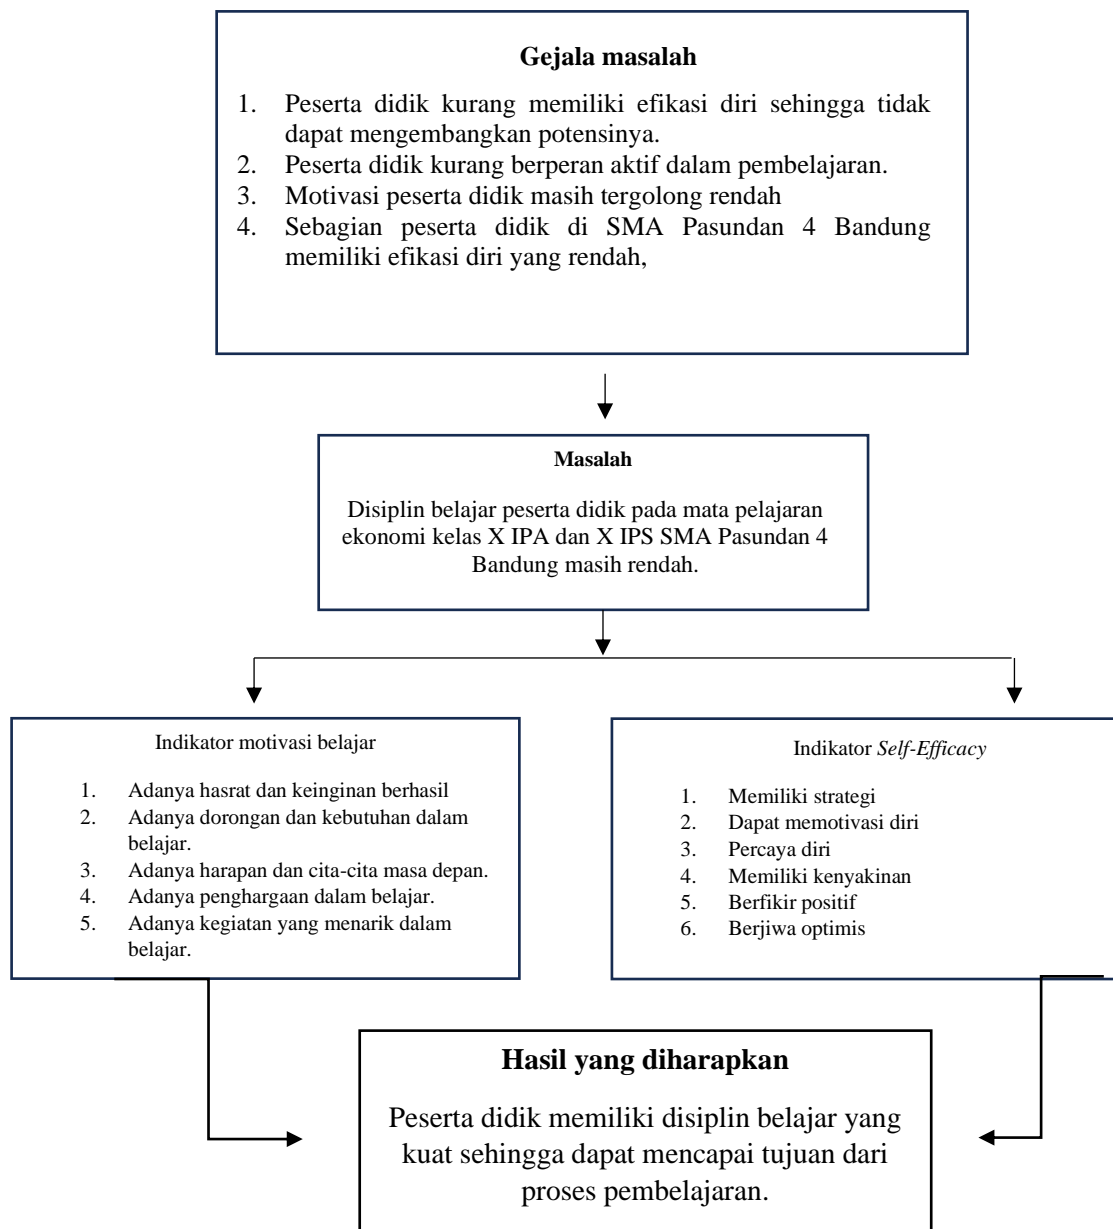 Gejala masalah
1. Peserta didik kurang memiliki efikasi diri sehingga tidak
dapat mengembangkan potensinya.
2. Peserta didik kurang berperan aktif dalam pembelajaran.
3. Motivasi peserta didik masih tergolong rendah
4. Sebagian peserta didik di SMA Pasundan 4 Bandung
memiliki efikasi diri yang rendah,
Masalah
Disiplin belajar peserta didik pada mata pelajaran
ekonomi kelas X IPA dan X IPS SMA Pasundan 4
Bandung masih rendah.
Indikator motivasi belajar
1. Adanya hasrat dan keinginan berhasil
2. Adanya dorongan dan kebutuhan dalam
belajar.
3. Adanya harapan dan cita-cita masa depan.
4. Adanya penghargaan dalam belajar.
5. Adanya kegiatan yang menarik dalam
belajar.
Indikator Self-Efficacy
1. Memiliki strategi
2. Dapat memotivasi diri
3. Percaya diri
4. Memiliki kenyakinan
5. Berfikir positif
6. Berjiwa optimis
Hasil yang diharapkan
Peserta didik memiliki disiplin belajar yang
kuat sehingga dapat mencapai tujuan dari
proses pembelajaran.